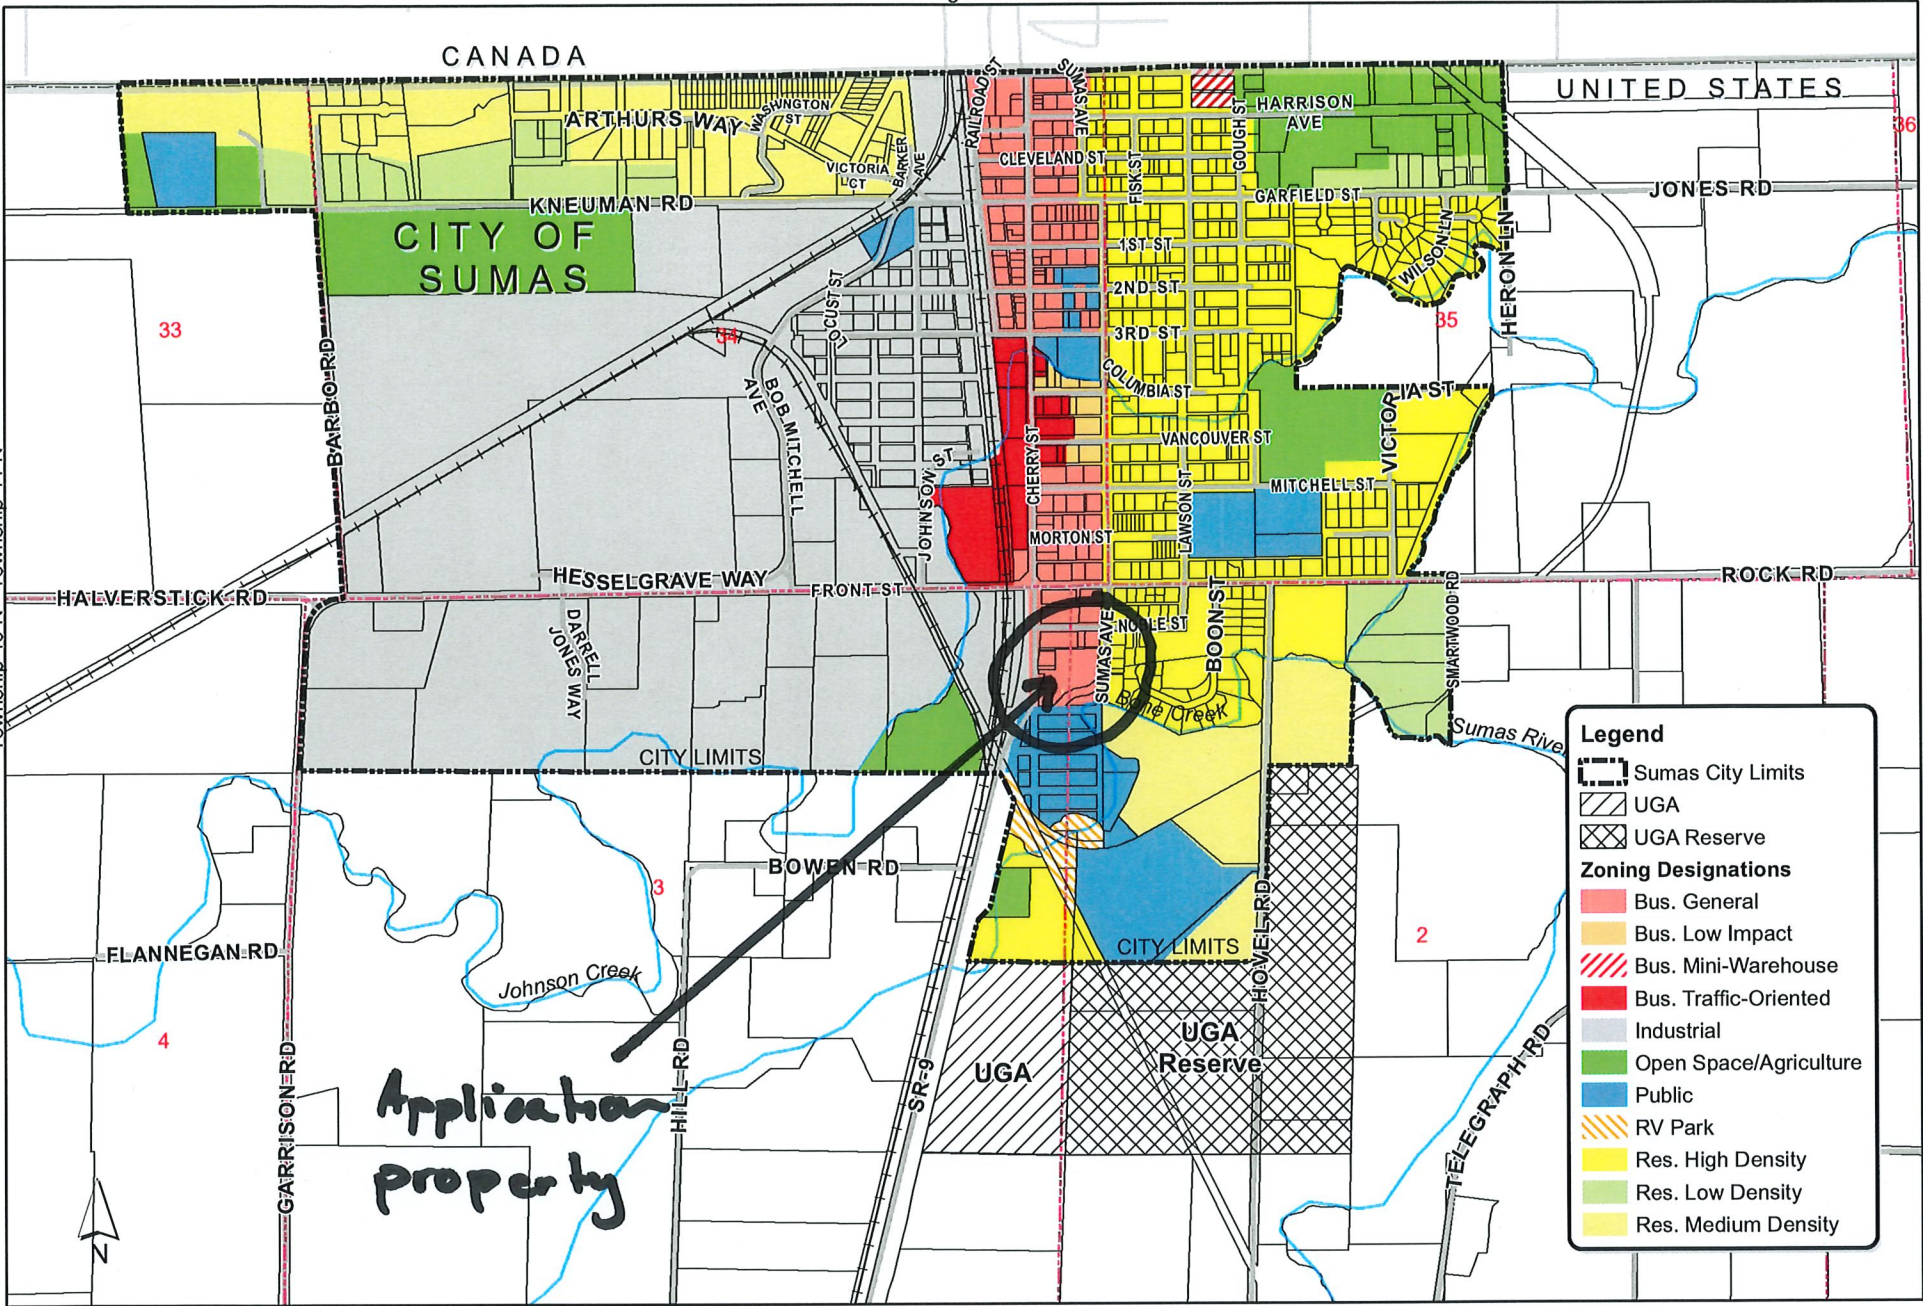 CANADA
UNITED STATES
RAILROAD ST
SUMAS AVE
WASHINGTON
ST
ARTHURS WAY
HARRISON
AVE
36
GOUGH ST
CLEVELAND ST
FISK ST
VICTORIA
CT
BARKER
AVE
KNEUMAN RD
GARFIELD ST
JONES RD
CITY OF
SUMAS
1ST ST
WILSON LN
HERON LN
2ND ST
LOCUST ST
33
34
3RD ST
35
BARBO RD
COLUMBIA ST
VICTORIA ST
BOB MITCHELL
AVE
CHERRY ST
VANCOUVER ST
JOHNSON ST
LAWSON ST
MITCHELL ST
MORTON ST
HESSELGRAVE WAY
FRONT ST
ROCK RD
HALVERSTICK RD
DARRELL
JONES WAY
NOBLE ST
SUMAS AVE
BOON ST
SMARTWOOD RD
Bone Creek
Sumas River
CITY LIMITS
BOWEN RD
3
FLANNEGAN RD
Johnson Creek
CITY LIMITS
HOVEL RD
2
4
UGA
UGA
Reserve
GARRISON RD
HILL RD
SR-9
TELEGRAPH RD
Application
property
N
Legend
Sumas City Limits
UGA
UGA Reserve
Zoning Designations
Bus. General
Bus. Low Impact
Bus. Mini-Warehouse
Bus. Traffic-Oriented
Industrial
Open Space/Agriculture
Public
RV Park
Res. High Density
Res. Low Density
Res. Medium Density